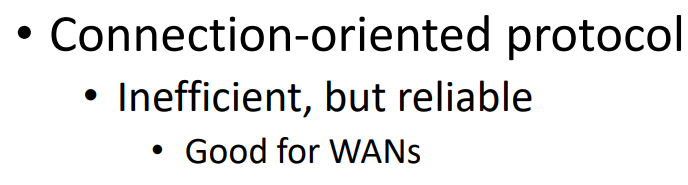 • Connection-oriented protocol
• Inefficient, but reliable
• Good for WANs